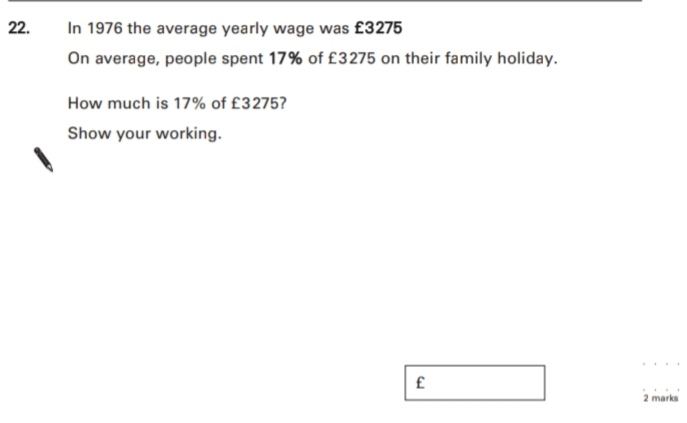 22. In 1976 the average yearly wage was £3275
On average, people spent 17% of £3275 on their family holiday.
How much is 17% of £3275?
Show your working.
£
2 marks